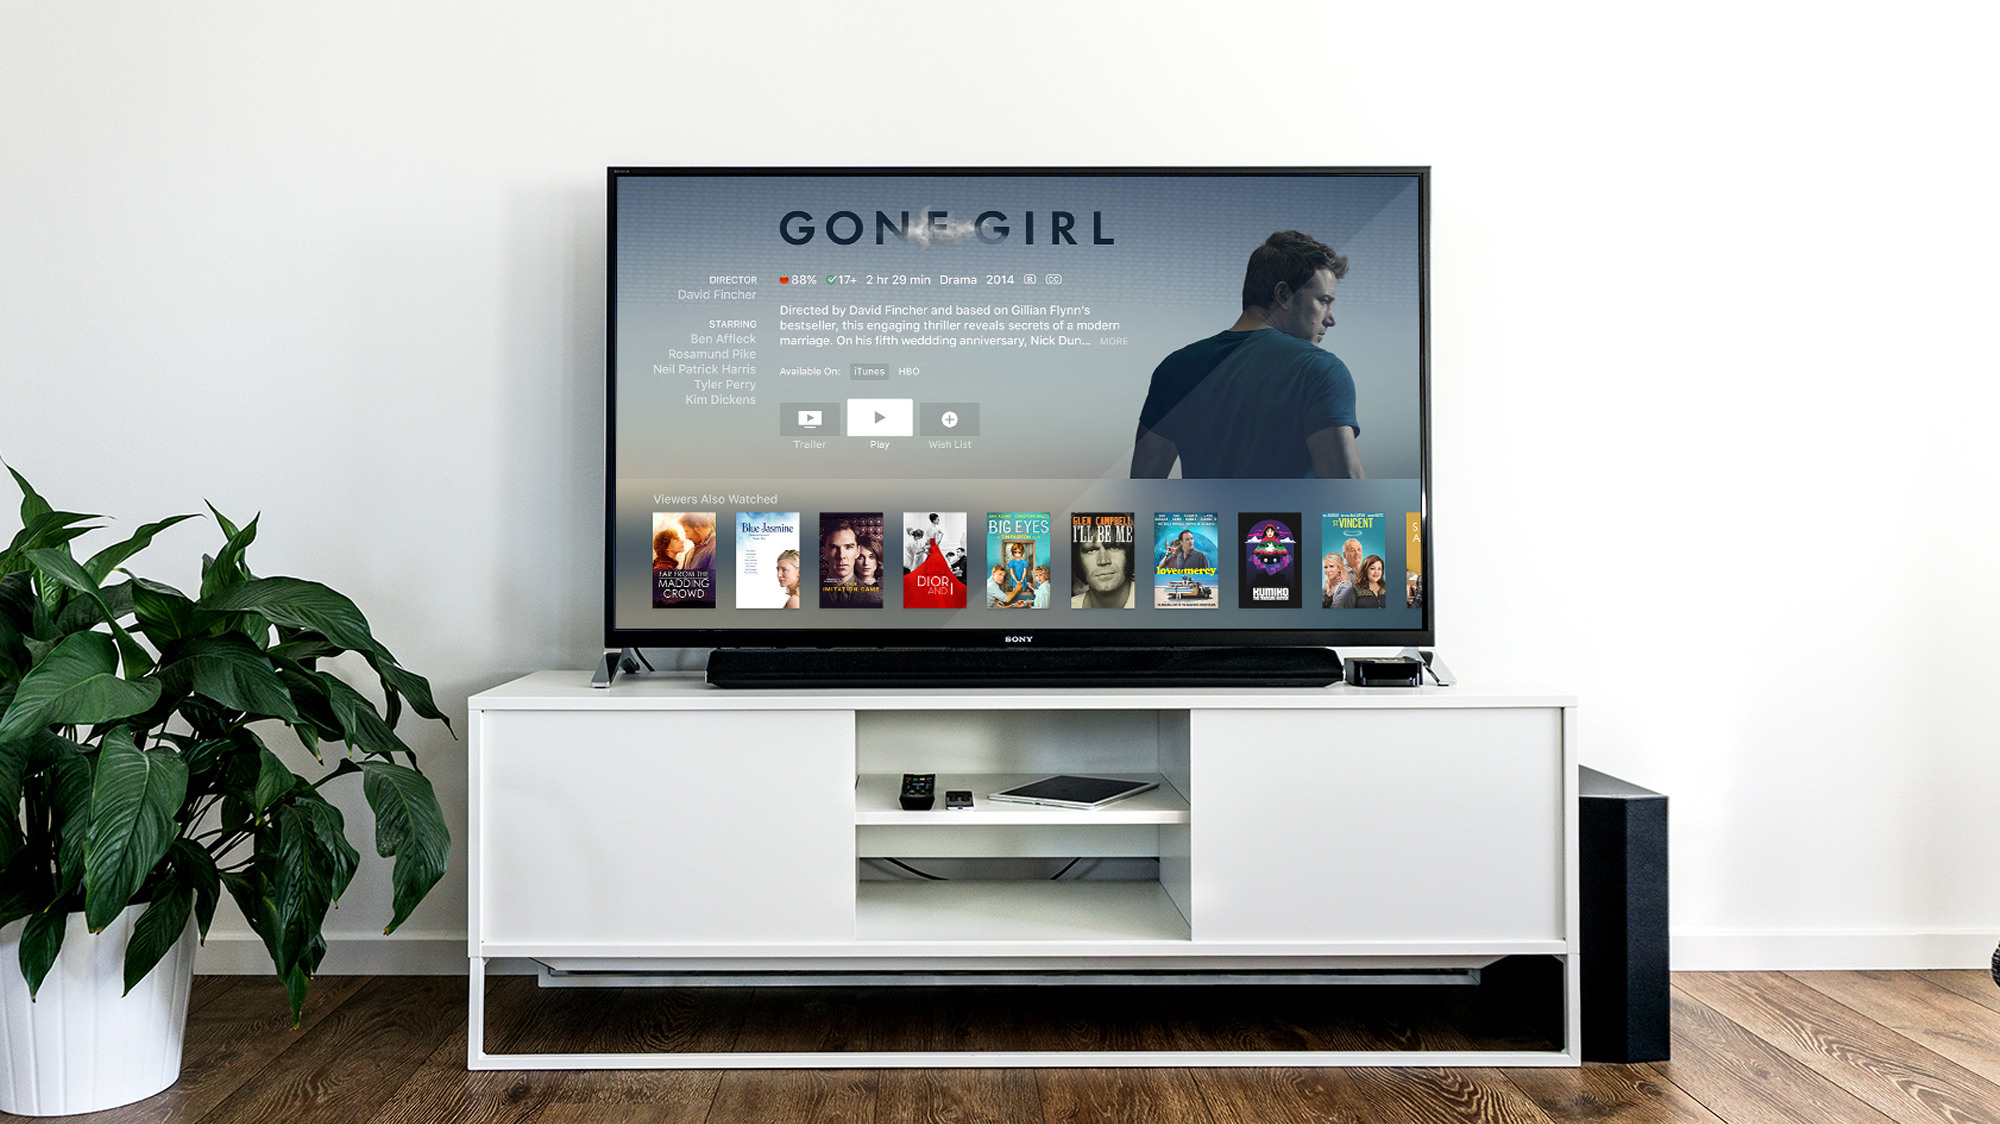 GONE GIRL
DIRECTOR
David Fincher
STARRING
Ben Affleck
Rosamund Pike
Neil Patrick Harris
Tyler Perry
Kim Dickens
88% 17+ 2 hr 29 min Drama 2014 R CC
Directed by David Fincher and based on Gillian Flynn's
bestseller, this engaging thriller reveals secrets of a modern
marriage. On his fifth weddding anniversary, Nick Dun... MORE
Available On: iTunes HBO
Trailer
Play
Wish List
Viewers Also Watched
FAR FROM THE
MADDING
CROWD
Blue Jasmine
THE
IMITATION GAME
DIOR
AND I
BIG EYES
GLEN CAMPBELL
I'LL BE ME
love&mercy
KUMIKO
ST. VINCENT
S
A
SONY